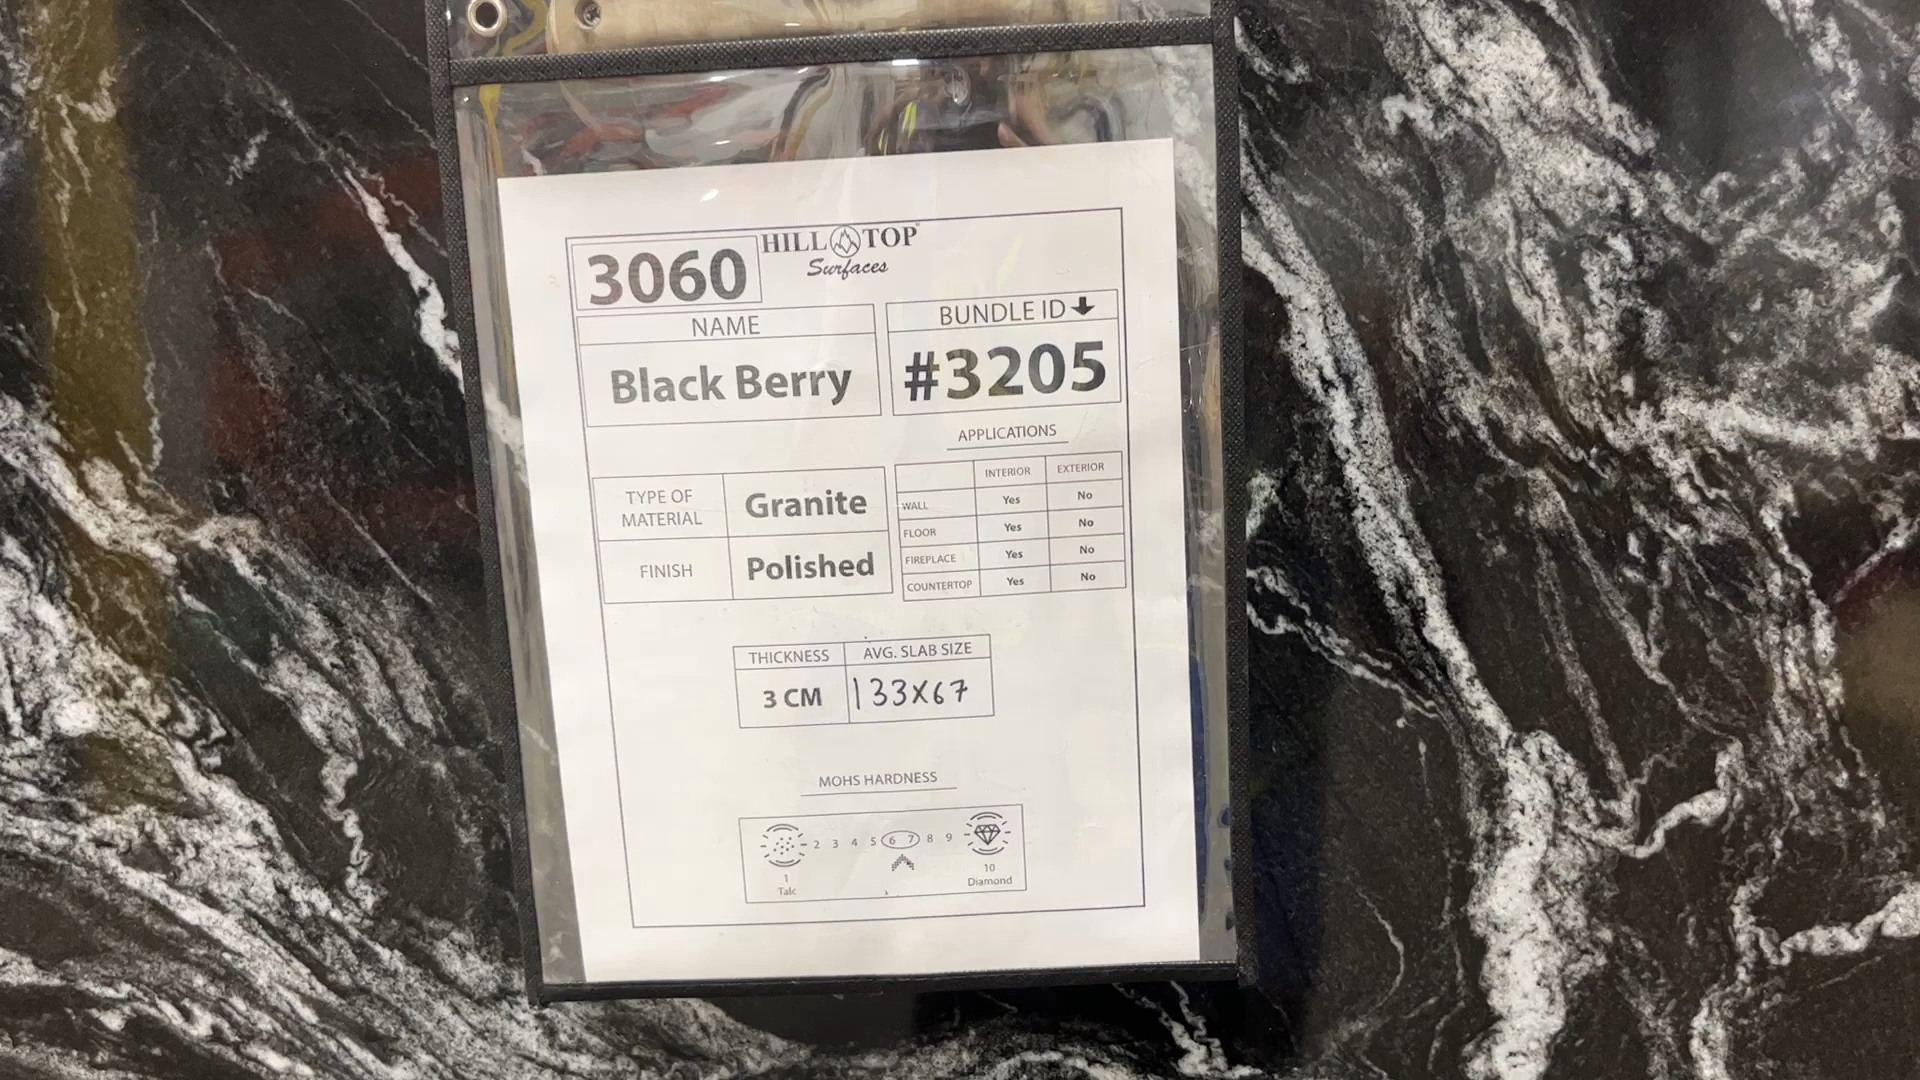 3060
HILL TOP
Surfaces
NAME
Black Berry
BUNDLE ID
#3205
APPLICATIONS
INTERIOR EXTERIOR
WALL Yes No
FLOOR Yes No
FIREPLACE Yes No
COUNTERTOP Yes No
TYPE OF
MATERIAL
Granite
FINISH Polished
THICKNESS AVG. SLAB SIZE
3 CM 133X67
MOHS HARDNESS
2 3 4 5 6 7 8 9
1 10
Talc Diamond